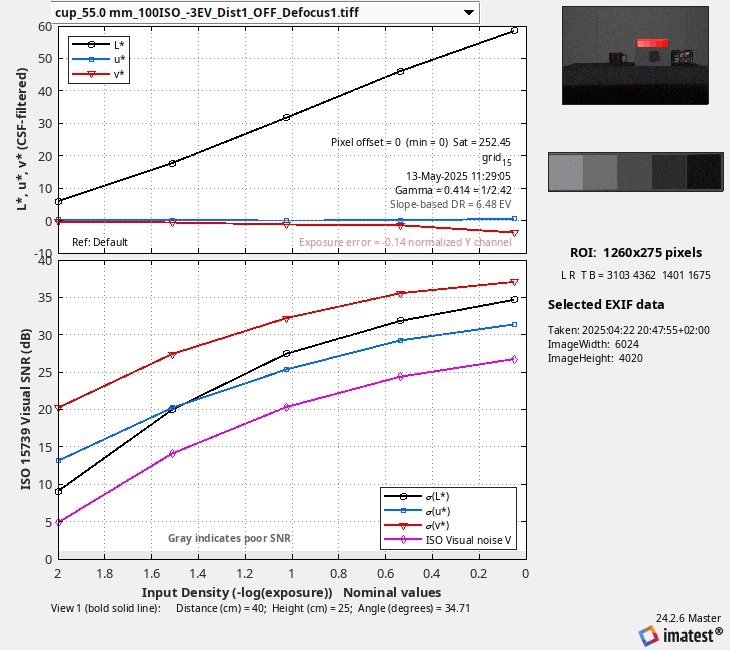 cup_55.0 mm_100ISO_-3EV_Dist1_OFF_Defocus1.tiff
L*, u*, v* (CSF-filtered)
60
50
40
30
20
10
0
-10
L*
u*
v*
Pixel offset = 0 (min = 0) Sat = 252.45
grid15
13-May-2025 11:29:05
Gamma = 0.414 = 1/2.42
Slope-based DR = 6.48 EV
Ref: Default
Exposure error = -0.14 normalized Y channel
ROI: 1260x275 pixels
L R T B = 3103 4362 1401 1675
Selected EXIF data
Taken: 2025:04:22 20:47:55+02:00
ImageWidth: 6024
ImageHeight: 4020
ISO 15739 Visual SNR (dB)
40
35
30
25
20
15
10
5
0
σ(L*)
σ(u*)
σ(v*)
ISO Visual noise V
Gray indicates poor SNR
2 1.8 1.6 1.4 1.2 1 0.8 0.6 0.4 0.2 0
Input Density (-log(exposure)) Nominal values
View 1 (bold solid line): Distance (cm) = 40; Height (cm) = 25; Angle (degrees) = 34.71
24.2.6 Master
imatest®